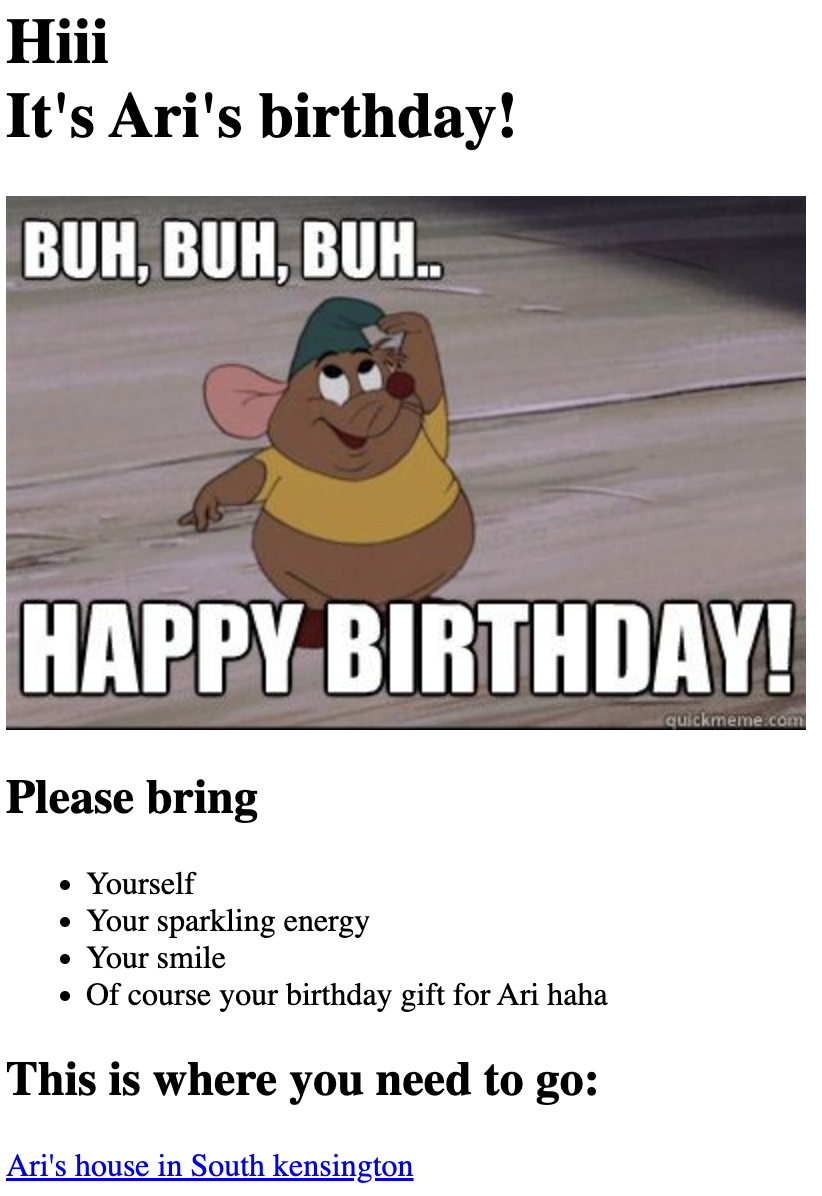 Hiii
It's Ari's birthday!
BUH, BUH, BUH..
HAPPY BIRTHDAY!
quickmeme.com
Please bring
• Yourself
• Your sparkling energy
• Your smile
• Of course your birthday gift for Ari haha
This is where you need to go:
Ari's house in South kensington